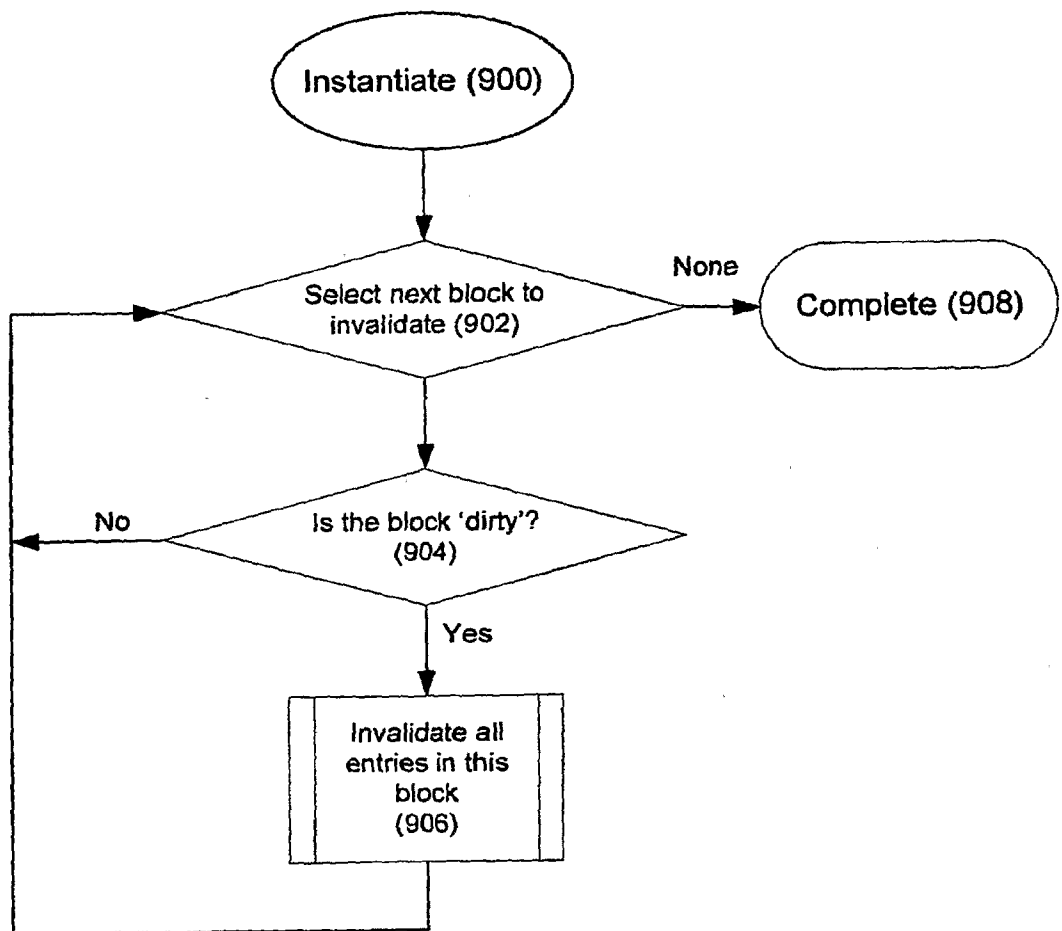 Instantiate (900)
None
Select next block to
invalidate (902)
Complete (908)
No
Is the block ‘dirty’?
(904)
Yes
Invalidate all
entries in this
block
(906)